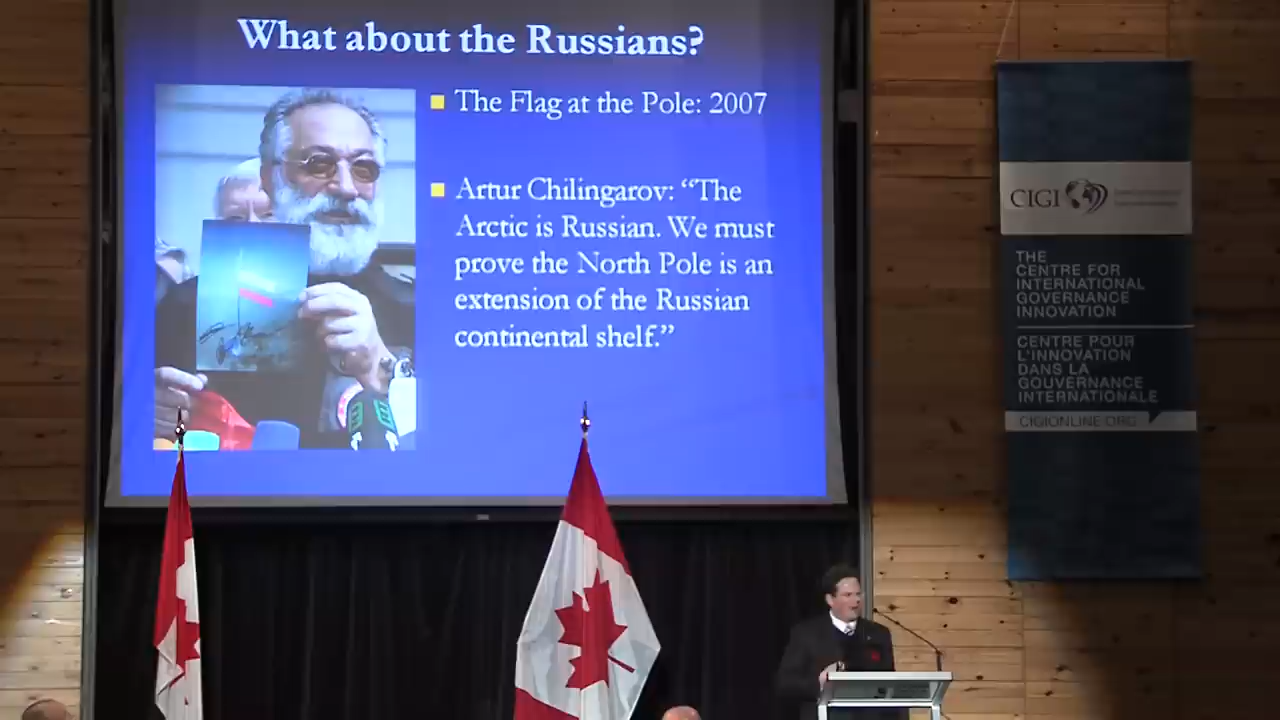 What about the Russians?
The Flag at the Pole: 2007
Artur Chilingarov: “The
Arctic is Russian. We must
prove the North Pole is an
extension of the Russian
continental shelf.”
CIGI
THE
CENTRE FOR
INTERNATIONAL
GOVERNANCE
INNOVATION
CENTRE POUR
L'INNOVATION
DANS LA
GOUVERNANCE
INTERNATIONALE
CIGIONLINE.ORG